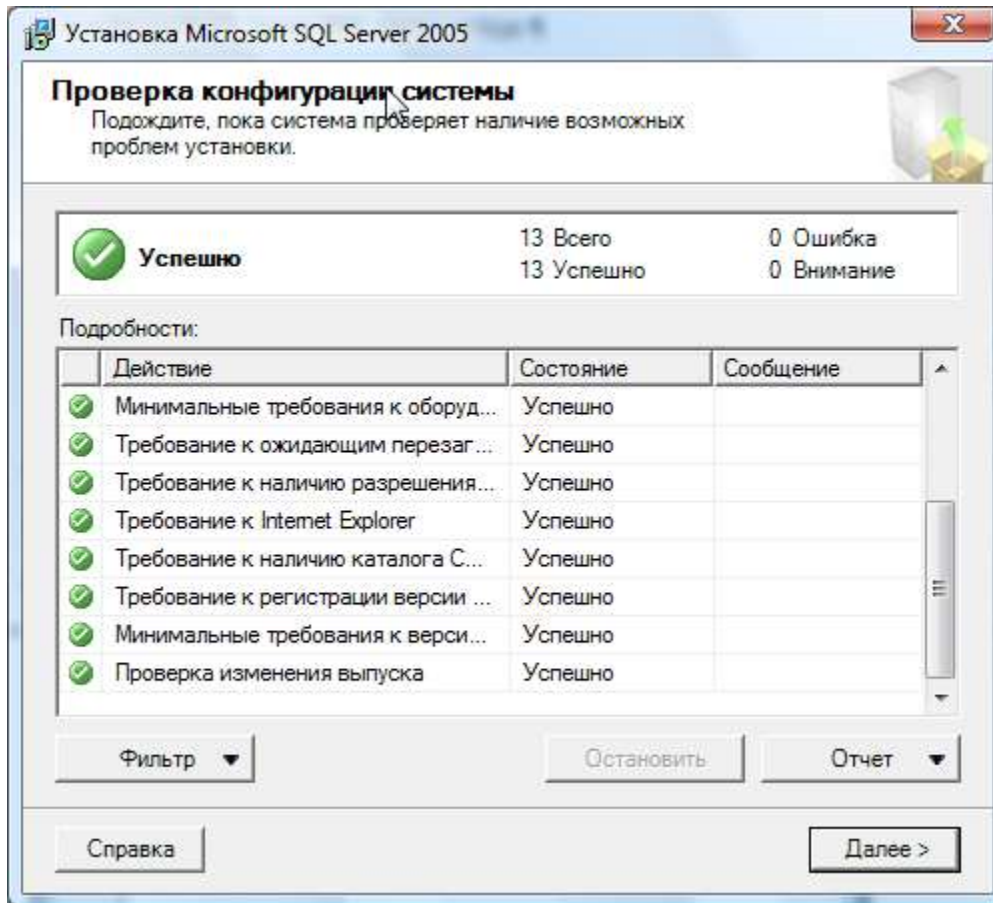 Установка Microsoft SQL Server 2005
Проверка конфигурации системы
Подождите, пока система проверяет наличие возможных
проблем установки.
Успешно
13 Всего 0 Ошибка
13 Успешно 0 Внимание
Подробности:
Действие Состояние Сообщение
Минимальные требования к оборуд... Успешно
Требование к ожидающим перезаг... Успешно
Требование к наличию разрешения... Успешно
Требование к Internet Explorer Успешно
Требование к наличию каталога С... Успешно
Требование к регистрации версии ... Успешно
Минимальные требования к верси... Успешно
Проверка изменения выпуска Успешно
Фильтр Остановить Отчет
Справка Далее >